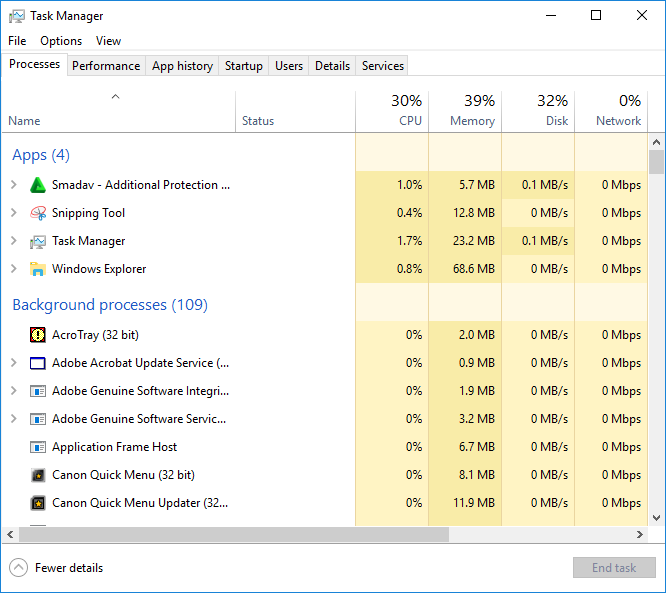 Task Manager
File Options View
Processes Performance App history Startup Users Details Services
30% 39% 32% 0%
Name Status CPU Memory Disk Network
Apps (4)
Smadav - Additional Protection ... 1.0% 5.7 MB 0.1 MB/s 0 Mbps
Snipping Tool 0.4% 12.8 MB 0 MB/s 0 Mbps
Task Manager 1.7% 23.2 MB 0.1 MB/s 0 Mbps
Windows Explorer 0.8% 68.6 MB 0 MB/s 0 Mbps
Background processes (109)
AcroTray (32 bit) 0% 2.0 MB 0 MB/s 0 Mbps
Adobe Acrobat Update Service (... 0% 0.9 MB 0 MB/s 0 Mbps
Adobe Genuine Software Integri... 0% 1.9 MB 0 MB/s 0 Mbps
Adobe Genuine Software Servic... 0% 3.2 MB 0 MB/s 0 Mbps
Application Frame Host 0% 6.7 MB 0 MB/s 0 Mbps
Canon Quick Menu (32 bit) 0% 8.1 MB 0 MB/s 0 Mbps
Canon Quick Menu Updater (32... 0% 11.9 MB 0 MB/s 0 Mbps
Fewer details End task